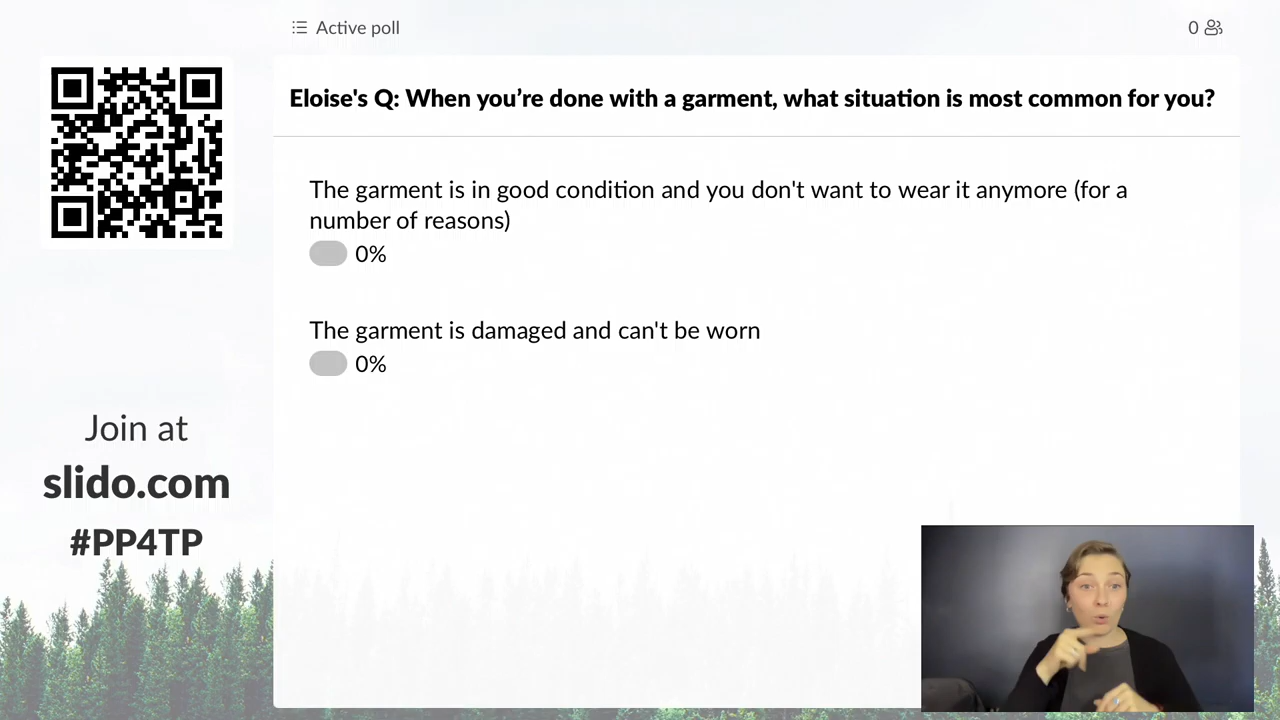 Active poll
0
Eloise's Q: When you’re done with a garment, what situation is most common for you?
The garment is in good condition and you don't want to wear it anymore (for a
number of reasons)
0%
The garment is damaged and can't be worn
0%
Join at
slido.com
#PP4TP